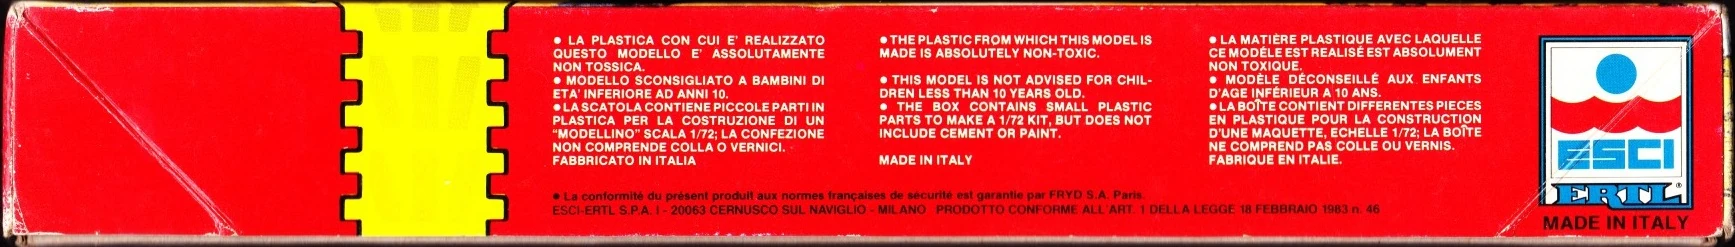 ● LA PLASTICA CON CUI E' REALIZZATO
QUESTO MODELLO E' ASSOLUTAMENTE
NON TOSSICA.
● MODELLO SCONSIGLIATO A BAMBINI DI
ETA' INFERIORE AD ANNI 10.
● LA SCATOLA CONTIENE PICCOLE PARTI IN
PLASTICA PER LA COSTRUZIONE DI UN
"MODELLINO" SCALA 1/72; LA CONFEZIONE
NON COMPRENDE COLLA O VERNICI.
FABBRICATO IN ITALIA
● THE PLASTIC FROM WHICH THIS MODEL IS
MADE IS ABSOLUTELY NON-TOXIC.
● THIS MODEL IS NOT ADVISED FOR CHIL-
DREN LESS THAN 10 YEARS OLD.
● THE BOX CONTAINS SMALL PLASTIC
PARTS TO MAKE A 1/72 KIT, BUT DOES NOT
INCLUDE CEMENT OR PAINT.
MADE IN ITALY
● LA MATIÈRE PLASTIQUE AVEC LAQUELLE
CE MODÉLE EST REALISÉ EST ABSOLUMENT
NON TOXIQUE.
● MODÈLE DÉCONSEILLÉ AUX ENFANTS
D'AGE INFÉRIEUR A 10 ANS.
● LA BOÎTE CONTIENT DIFFERENTES PIECES
EN PLASTIQUE POUR LA CONSTRUCTION
D'UNE MAQUETTE, ECHELLE 1/72; LA BOÎTE
NE COMPREND PAS COLLE OU VERNIS.
FABRIQUE EN ITALIE.
● La conformité du présent produit aux normes françaises de sécurité est garantie par FRYD S.A. Paris.
ESCI-ERTL S.P.A. I - 20063 CERNUSCO SUL NAVIGLIO - MILANO PRODOTTO CONFORME ALL'ART. 1 DELLA LEGGE 18 FEBBRAIO 1983 n. 46
ESCI
ERTL®
MADE IN ITALY